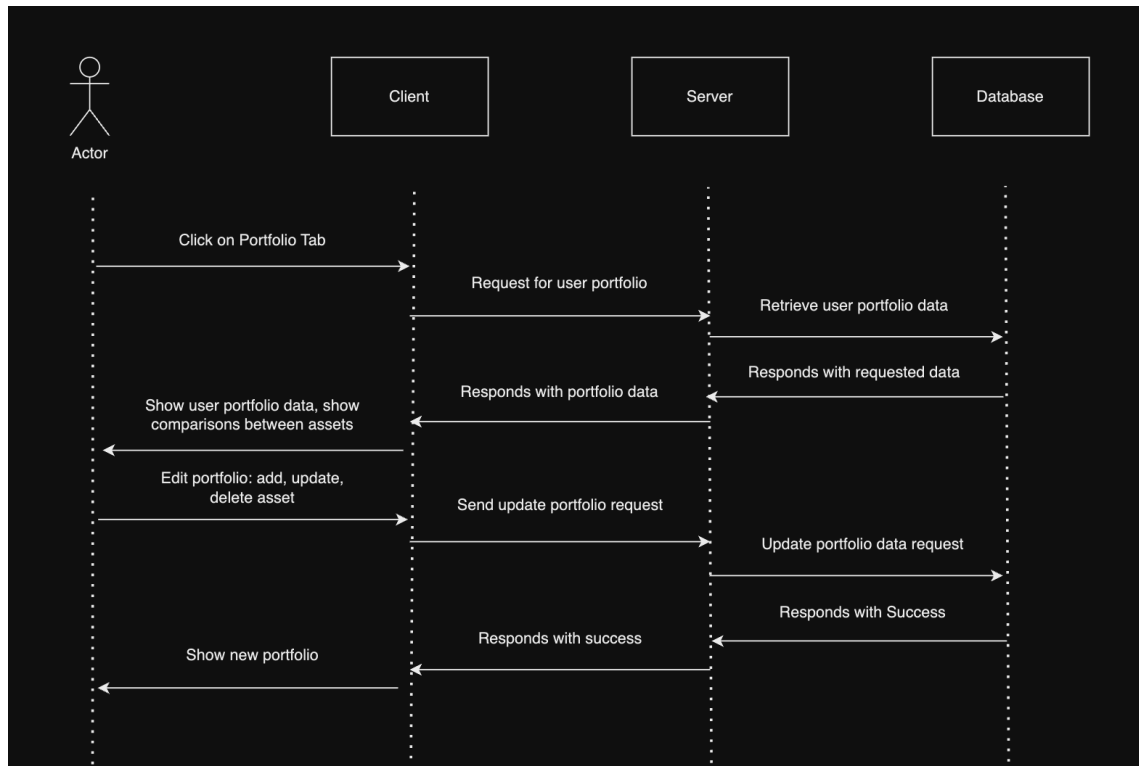 Client
Server
Database
Actor
Click on Portfolio Tab
Request for user portfolio
Retrieve user portfolio data
Responds with requested data
Responds with portfolio data
Show user portfolio data, show
comparisons between assets
Edit portfolio: add, update,
delete asset
Send update portfolio request
Update portfolio data request
Responds with Success
Responds with success
Show new portfolio